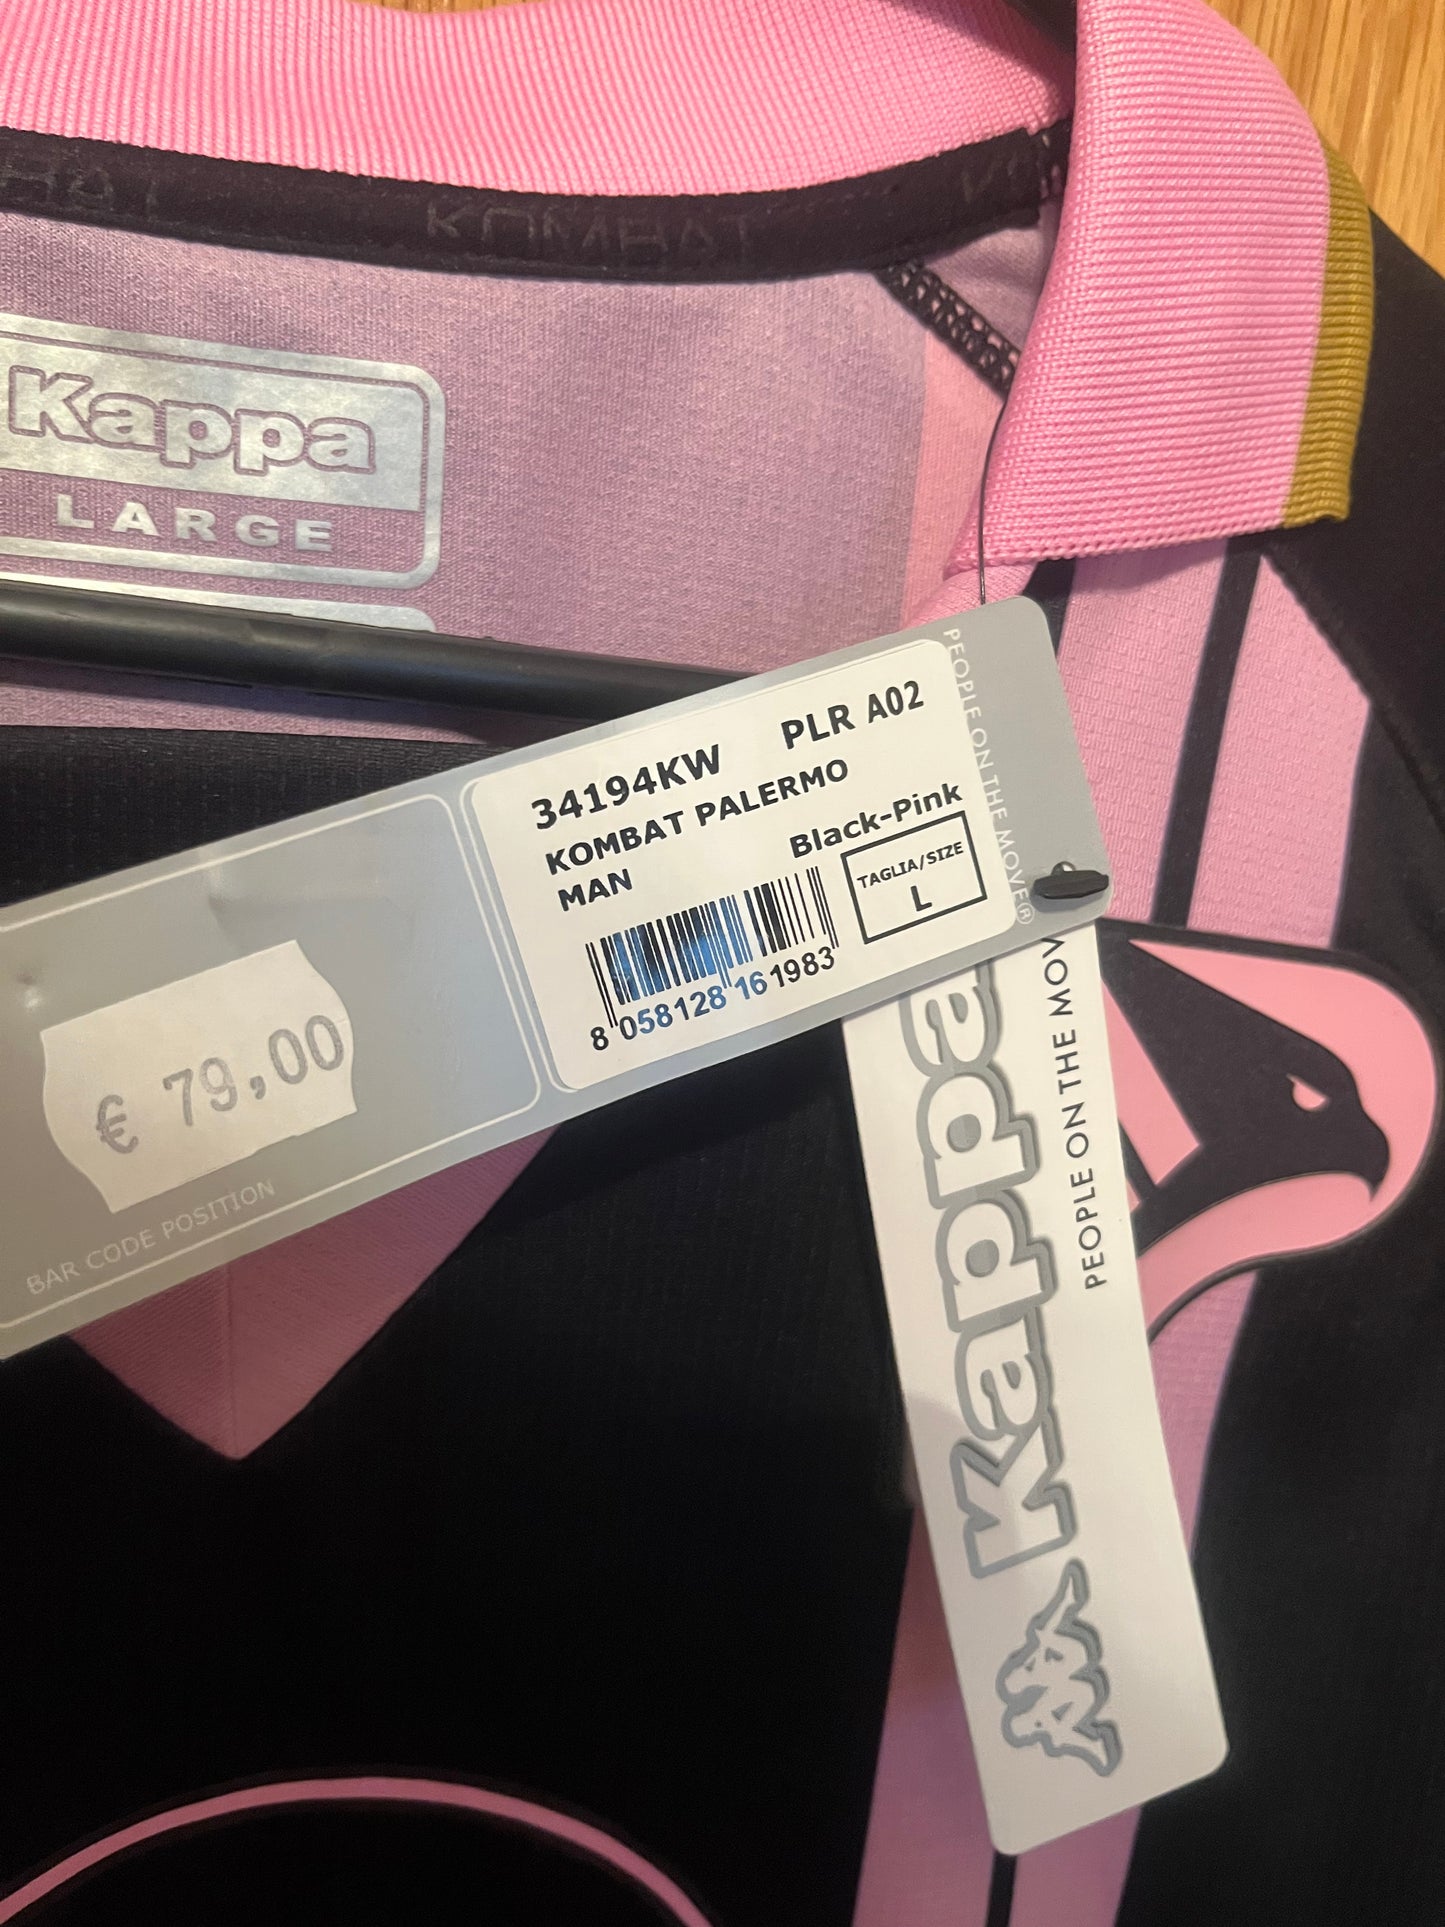 KOMBAT
Kappa
LARGE
34194KW PLR A02
KOMBAT PALERMO
MAN
Black-Pink
TAGLIA/SIZE
L
8 058128 161983
PEOPLE ON THE MOVE®
€ 79,00
BAR CODE POSITION
Kappa
PEOPLE ON THE MOV